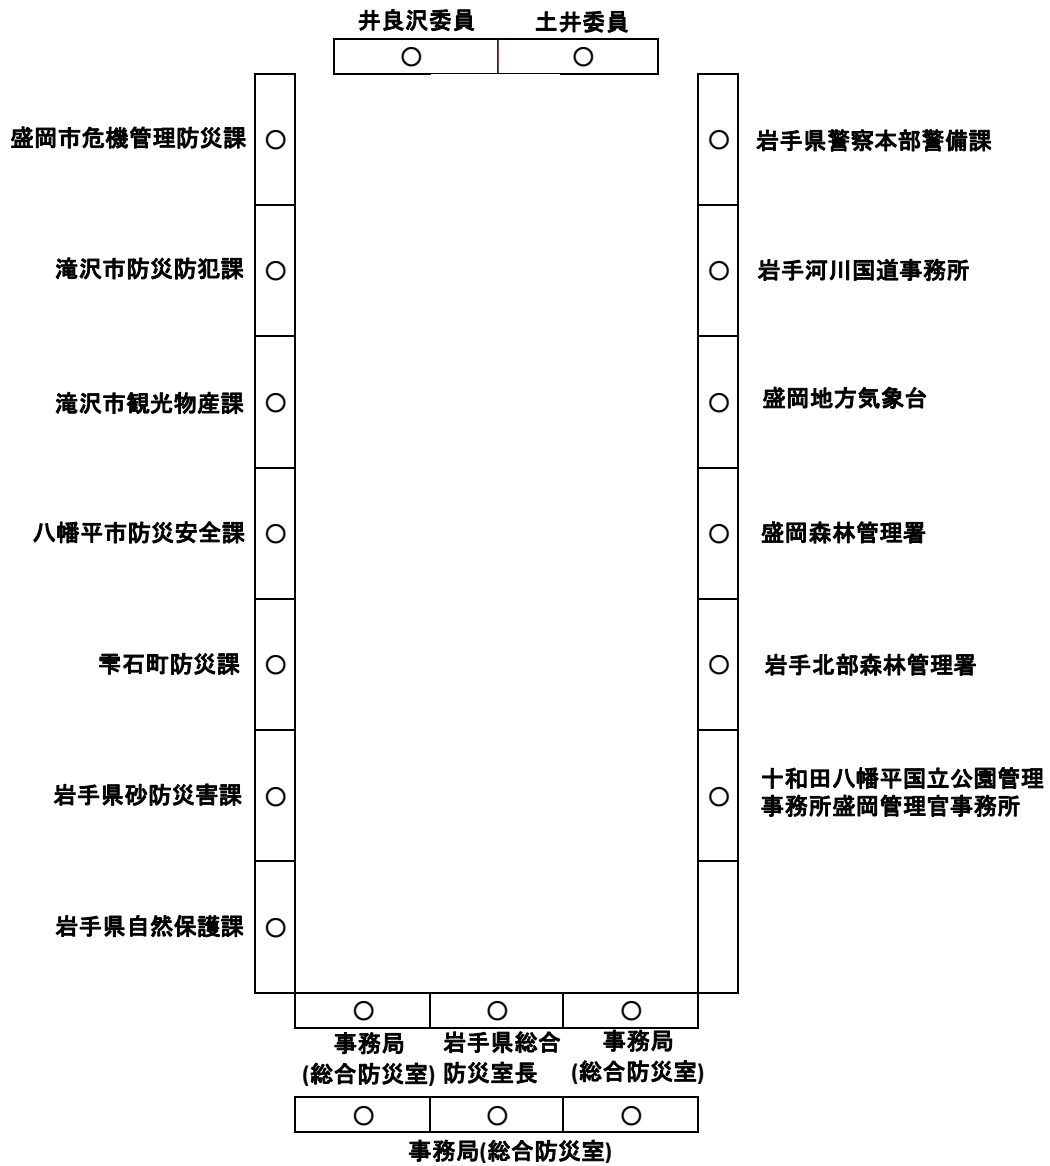 井良沢委員
土井委員
盛岡市危機管理防災課
岩手県警察本部警備課
滝沢市防災防犯課
岩手河川国道事務所
滝沢市観光物産課
盛岡地方気象台
八幡平市防災安全課
盛岡森林管理署
雫石町防災課
岩手北部森林管理署
岩手県砂防災害課
十和田八幡平国立公園管理
事務所盛岡管理官事務所
岩手県自然保護課
事務局
(総合防災室)
岩手県総合
防災室長
事務局
(総合防災室)
事務局(総合防災室)